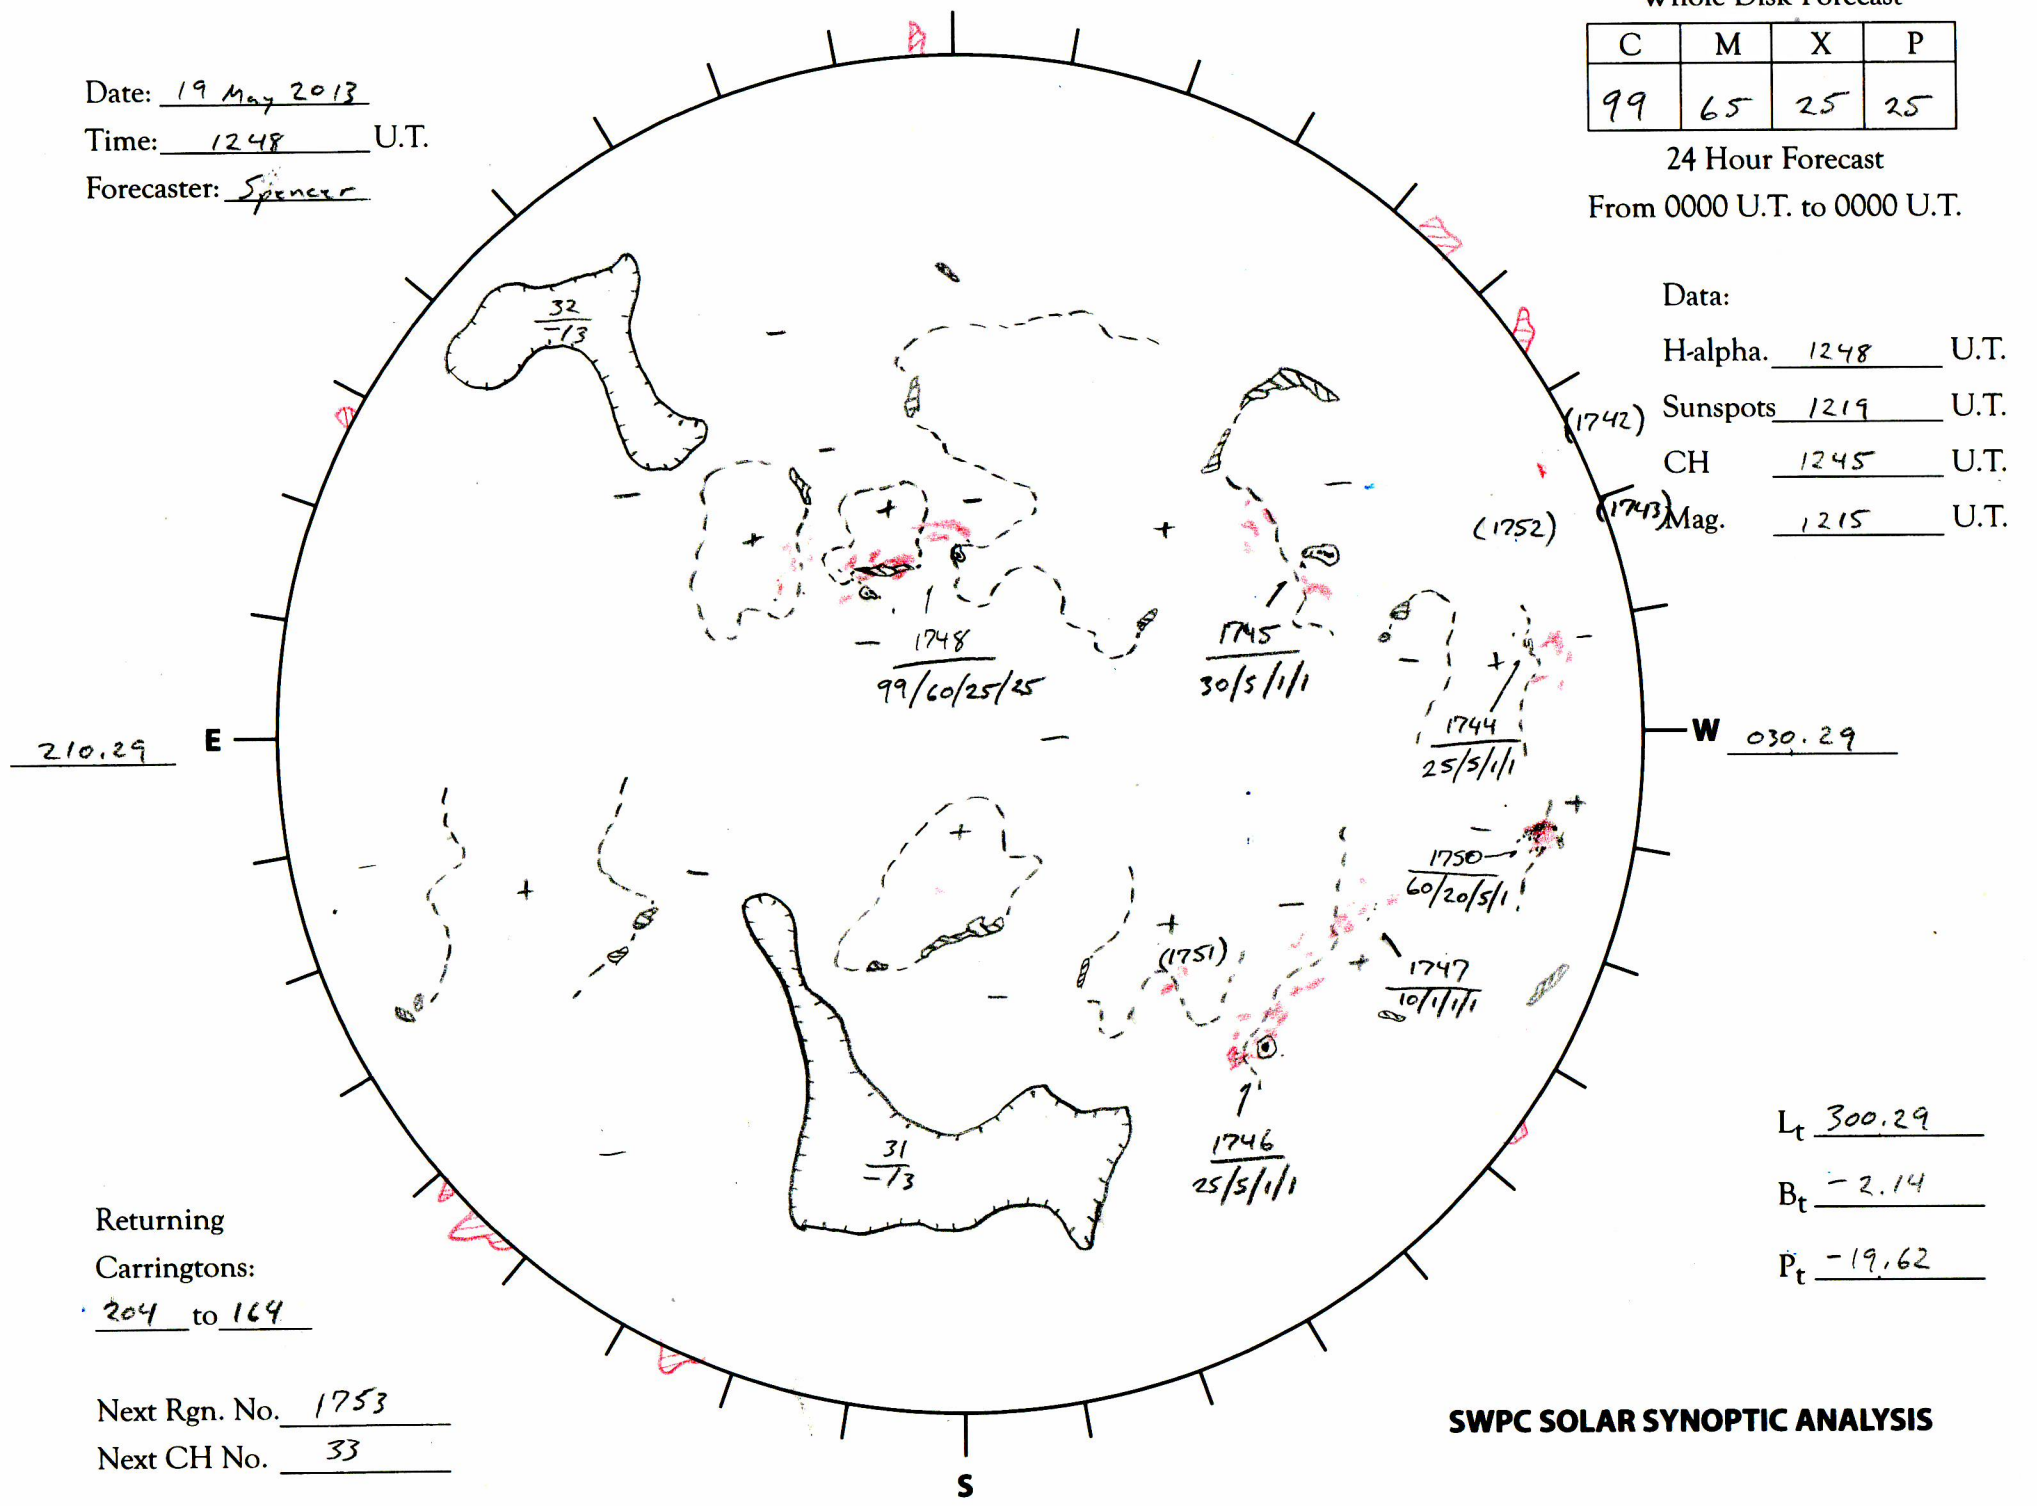 Whole Disk Forecast
C M X P
99 65 25 25
24 Hour Forecast
From 0000 U.T. to 0000 U.T.
Date: 19 May 2013
Time: 1248 U.T.
Forecaster: Spencer
Data:
H-alpha. 1248 U.T.
Sunspots 1219 U.T.
CH 1245 U.T.
Mag. 1215 U.T.
32
-/3
(1742)
(1743)
(1752)
1748
99/60/25/25
1745
30/5/1/1
1744
25/5/1/1
210.29 E
W 030.29
1750
60/20/5/1
(1751)
1747
10/1/1/1
31
-/3
1746
25/5/1/1
Lt 300.29
Bt -2.14
Pt -19.62
Returning
Carringtons:
204 to 164
Next Rgn. No. 1753
Next CH No. 33
SWPC SOLAR SYNOPTIC ANALYSIS
S